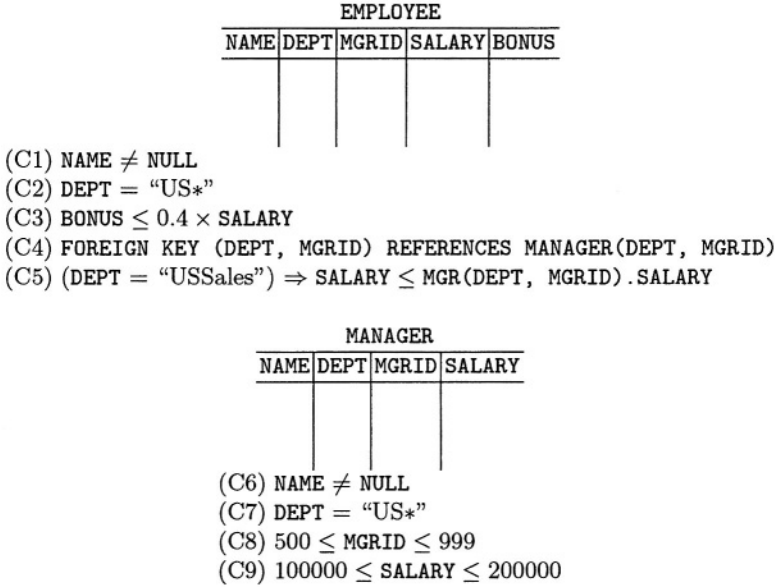 EMPLOYEE
NAME DEPT MGRID SALARY BONUS
(C1) NAME ≠ NULL
(C2) DEPT = “US*”
(C3) BONUS ≤ 0.4 × SALARY
(C4) FOREIGN KEY (DEPT, MGRID) REFERENCES MANAGER(DEPT, MGRID)
(C5) (DEPT = “USSales”) ⇒ SALARY ≤ MGR(DEPT, MGRID).SALARY
MANAGER
NAME DEPT MGRID SALARY
(C6) NAME ≠ NULL
(C7) DEPT = “US*”
(C8) 500 ≤ MGRID ≤ 999
(C9) 100000 ≤ SALARY ≤ 200000